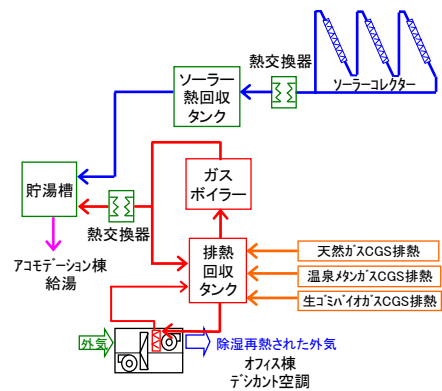 熱交換器
ソーラー
熱回収
タンク
ソーラーコレクター
ガス
ボイラー
貯湯槽
熱交換器
アコモデーション棟
給湯
排熱
回収
タンク
天然ガスCGS排熱
温泉メタンガスCGS排熱
生ゴミバイオガスCGS排熱
外気
除湿再熱された外気
オフィス棟
デシカント空調